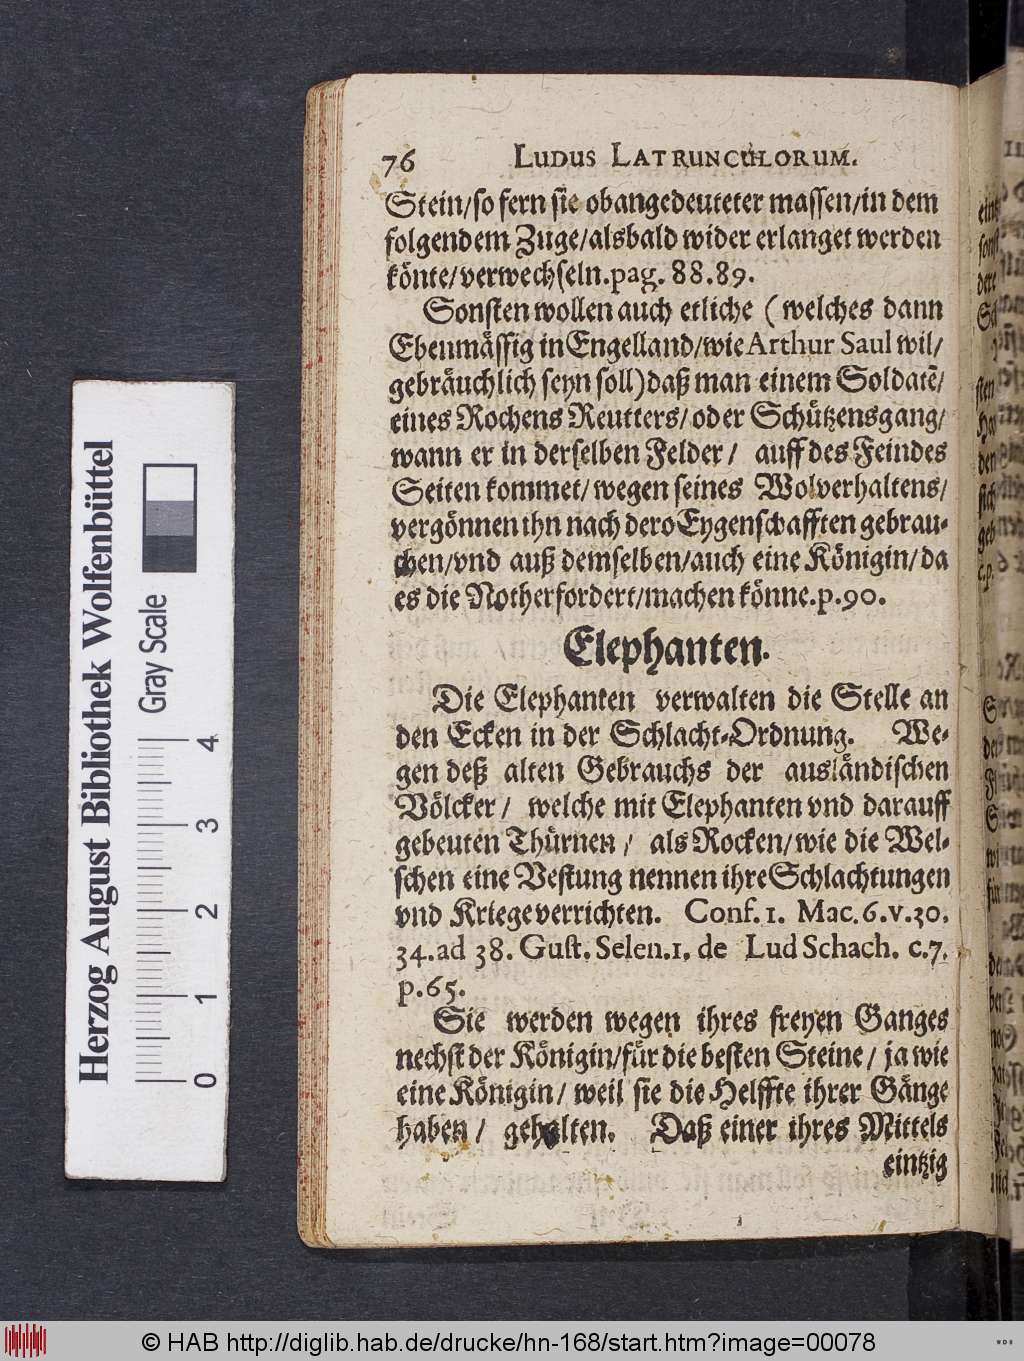 76 LUDUS LATRUNCULORUM.
Stein/so fern sie obangedeuteter massen/in dem
folgendem Zuge/alsbald wider erlanget werden
könte/verwechseln.pag. 88.89.
Sonsten wollen auch etliche (welches dann
Ebenmässig in Engelland/wie Arthur Saul wil/
gebräuchlich seyn soll) daß man einem Soldatẽ/
eines Rochens Reutters/oder Schützensgang/
wann er in derselben Felder/ auff des Feindes
Seiten kommet/wegen seines Wolverhaltens/
vergönnen ihn nach dero Eygenschafften gebrau-
chen/vnd auß demselben/auch eine Königin/da
es die Notherfordert/machen könne.p.90.
Elephanten.
Die Elephanten verwalten die Stelle an
den Ecken in der Schlacht-Ordnung. We-
gen deß alten Gebrauchs der ausländischen
Völcker/ welche mit Elephanten vnd darauff
gebeuten Thürnen/ als Rocken/wie die Wel-
schen eine Vestung nennen ihre Schlachtungen
vnd Kriege verrichten. Conf. 1. Mac. 6. v. 30.
34. ad 38. Gust. Selen. 1. de Lud Schach. c. 7.
p. 65.
Sie werden wegen ihres freyen Ganges
nechst der Königin/für die besten Steine/ ja wie
eine Königin/ weil sie die Helffte ihrer Gänge
haben/ gehalten. Daß einer ihres Mittels
eintzig
Herzog August Bibliothek Wolfenbüttel
Gray Scale
0 1 2 3 4
© HAB http://diglib.hab.de/drucke/hn-168/start.htm?image=00078